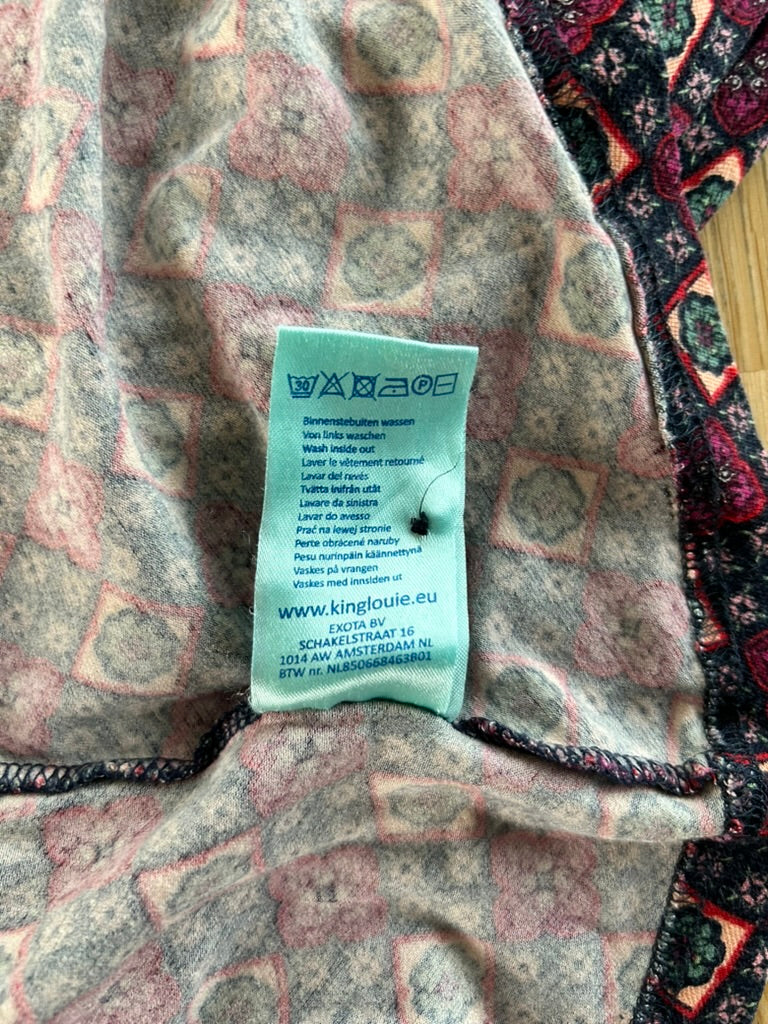 30 P
Binnenstebuiten wassen
Von links waschen
Wash inside out
Laver le vêtement retourné
Lavar del revés
Tvätta inifrån utåt
Lavare da sinistra
Lavar do avesso
Prać na lewej stronie
Perte obrácené naruby
Pesu nurinpäin käännettynä
Vaskes på vrangen
Vaskes med innsiden ut
www.kinglouie.eu
EXOTA BV
SCHAKELSTRAAT 16
1014 AW AMSTERDAM NL
BTW nr. NL850668463B01